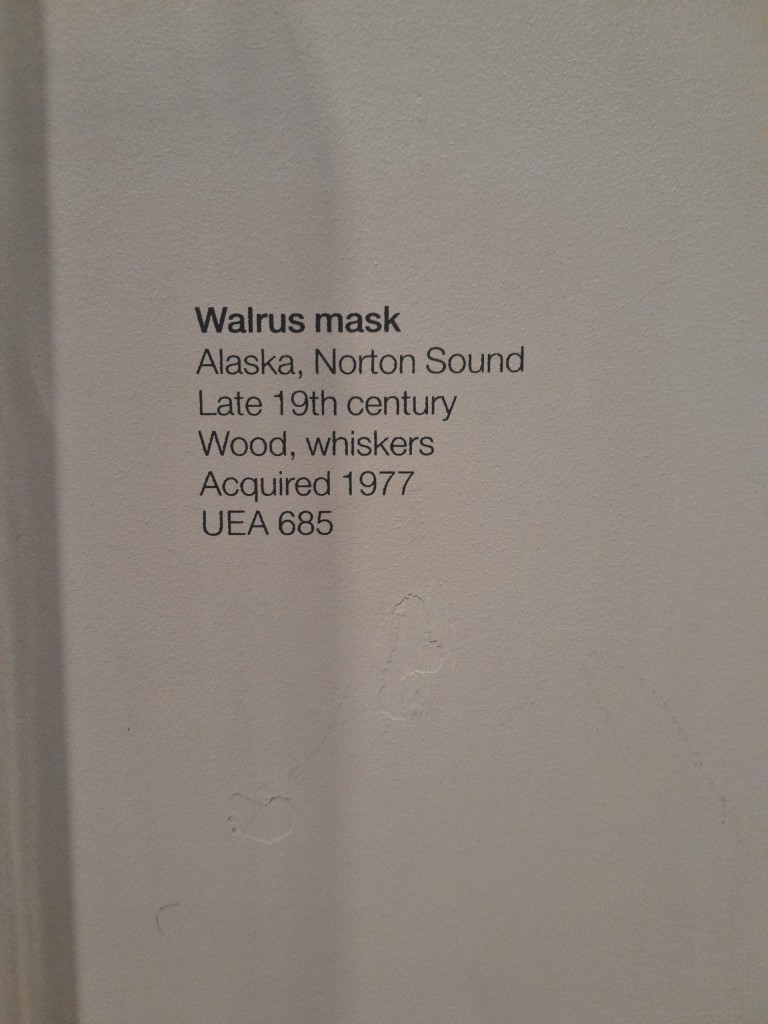 Walrus mask
Alaska, Norton Sound
Late 19th century
Wood, whiskers
Acquired 1977
UEA 685